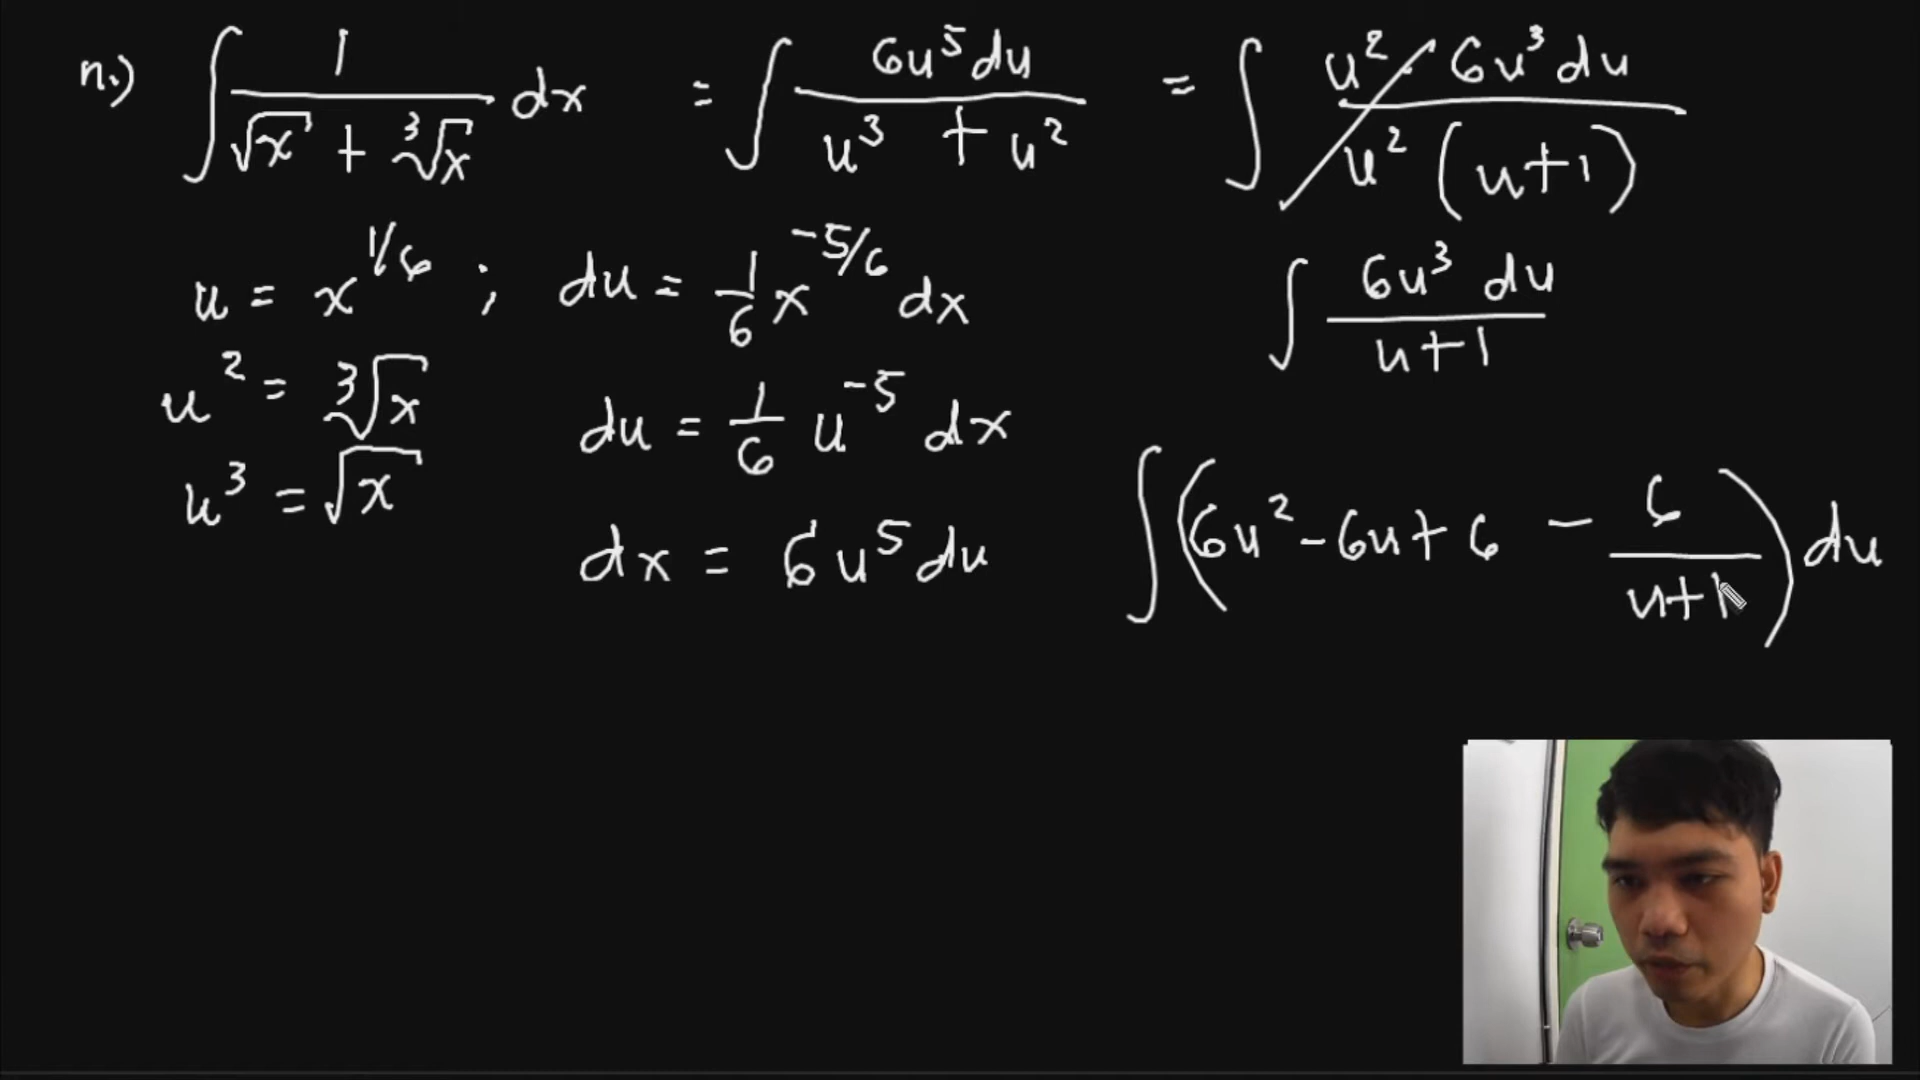 n.) ∫ 1/(√x + ∛x) dx = ∫ 6u⁵du/(u³ + u²) = ∫ u² · 6u³du/(u²(u+1))
u = x^(1/6) ; du = 1/6 x^(-5/6) dx
∫ 6u³ du/(u+1)
u² = ∛x
du = 1/6 u⁻⁵ dx
u³ = √x
dx = 6u⁵du
∫(6u² - 6u + 6 - 6/(u+1)) du